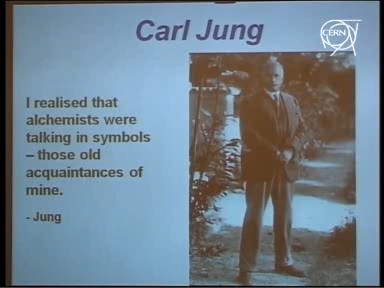 Carl Jung
CERN
I realised that
alchemists were
talking in symbols
– those old
acquaintances of
mine.
- Jung